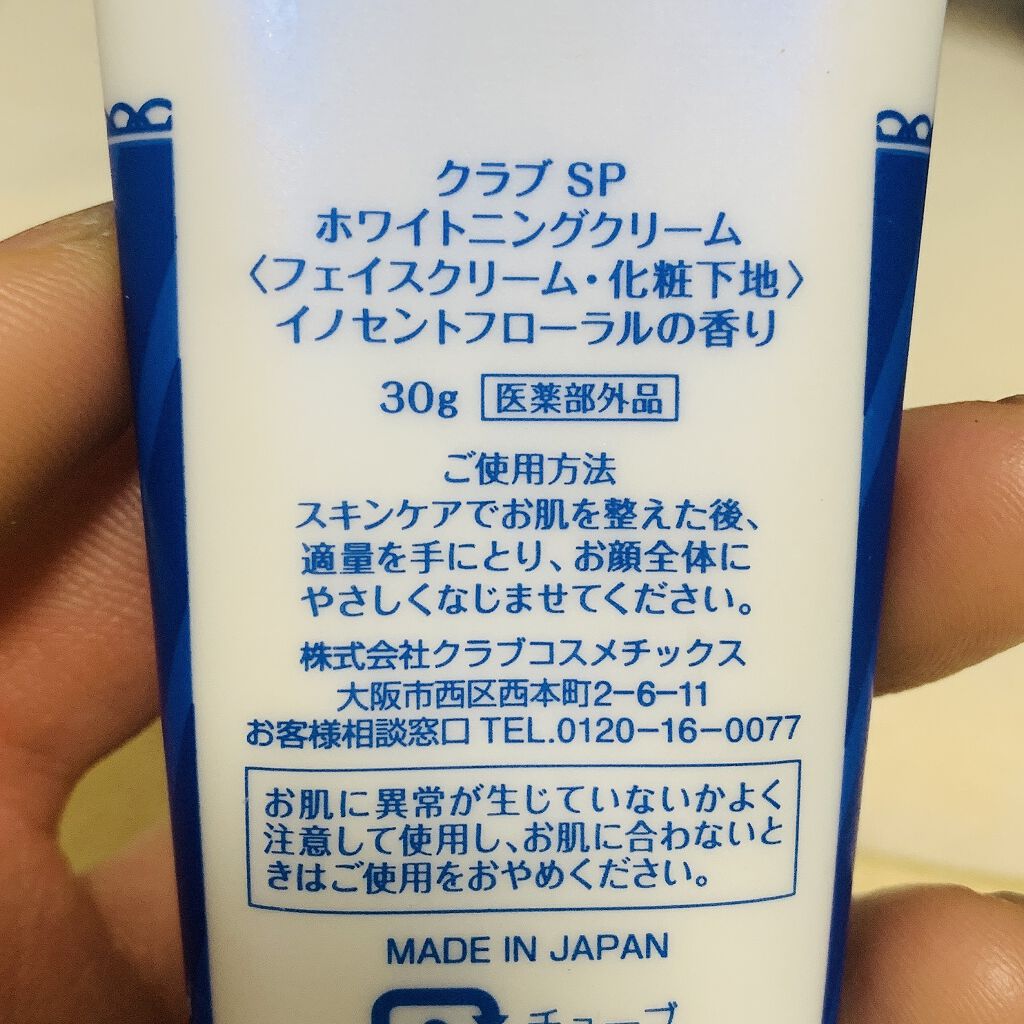 クラブ SP
ホワイトニングクリーム
〈フェイスクリーム・化粧下地〉
イノセントフローラルの香り
30g 医薬部外品
ご使用方法
スキンケアでお肌を整えた後、
適量を手にとり、お顔全体に
やさしくなじませてください。
株式会社クラブコスメチックス
大阪市西区西本町2-6-11
お客様相談窓口 TEL.0120-16-0077
お肌に異常が生じていないかよく
注意して使用し、お肌に合わないと
きはご使用をおやめください。
MADE IN JAPAN
チューブ